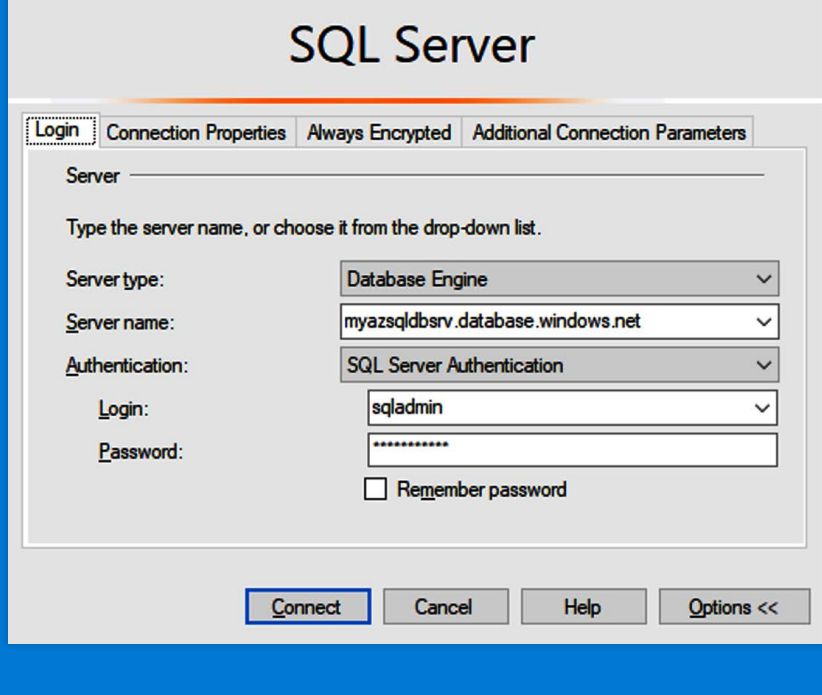 SQL Server
Login Connection Properties Always Encrypted Additional Connection Parameters
Server
Type the server name, or choose it from the drop-down list.
Server type: Database Engine
Server name: myazsqldbsrv.database.windows.net
Authentication: SQL Server Authentication
Login: sqladmin
Password: ***********
Remember password
Connect Cancel Help Options <<